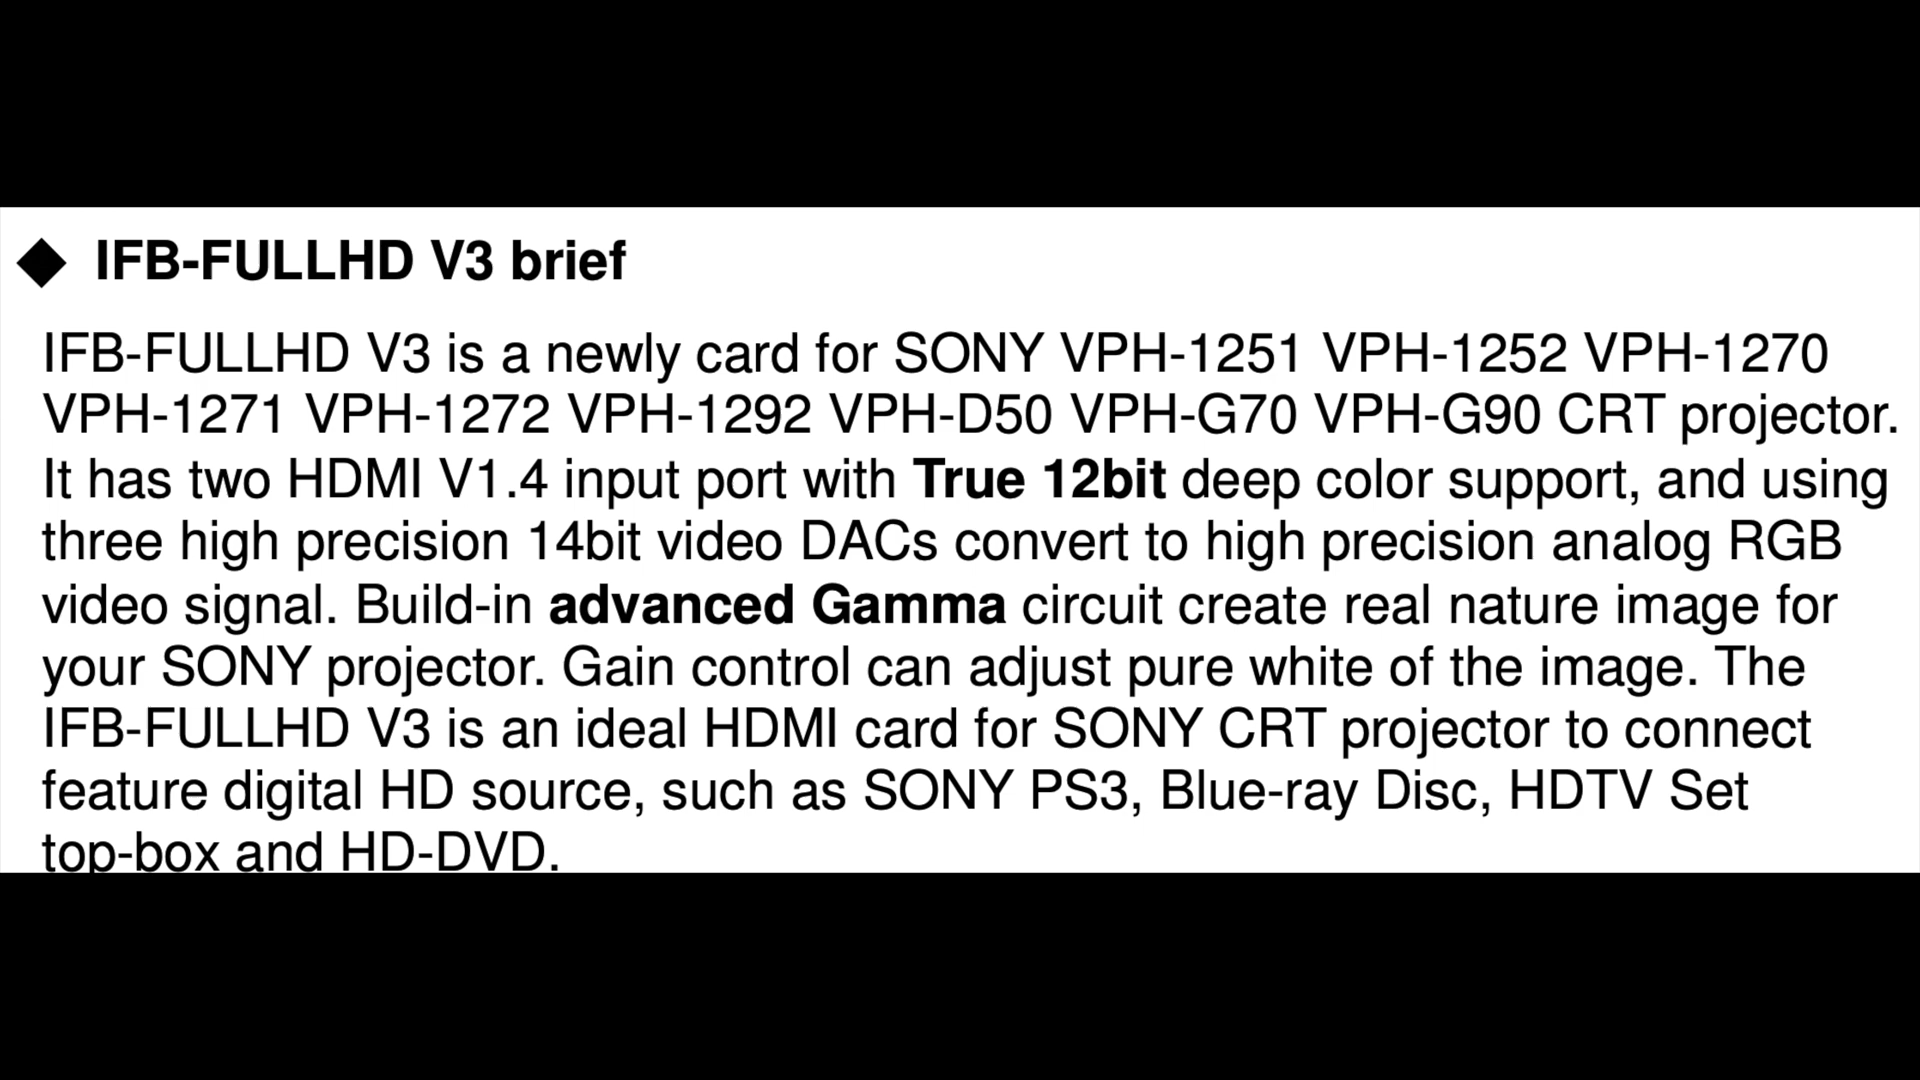 ◆ IFB-FULLHD V3 brief
IFB-FULLHD V3 is a newly card for SONY VPH-1251 VPH-1252 VPH-1270
VPH-1271 VPH-1272 VPH-1292 VPH-D50 VPH-G70 VPH-G90 CRT projector.
It has two HDMI V1.4 input port with True 12bit deep color support, and using
three high precision 14bit video DACs convert to high precision analog RGB
video signal. Build-in advanced Gamma circuit create real nature image for
your SONY projector. Gain control can adjust pure white of the image. The
IFB-FULLHD V3 is an ideal HDMI card for SONY CRT projector to connect
feature digital HD source, such as SONY PS3, Blue-ray Disc, HDTV Set
top-box and HD-DVD.